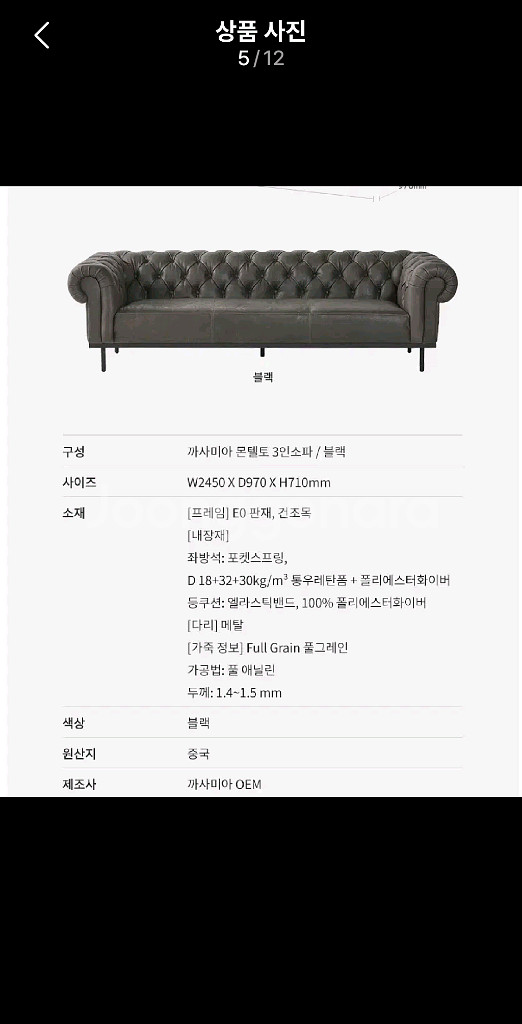 상품 사진
5/12
블랙
구성 까사미아 몬텔토 3인소파 / 블랙
사이즈 W2450 X D970 X H710mm
소재 [프레임] E0 판재, 건조목
[내장재]
좌방석: 포켓스프링,
D 18+32+30kg/m³ 통우레탄폼 + 폴리에스터화이버
등쿠션: 엘라스틱밴드, 100% 폴리에스터화이버
[다리] 메탈
[가죽 정보] Full Grain 풀그레인
가공법: 풀 애닐린
두께: 1.4~1.5 mm
색상 블랙
원산지 중국
제조사 까사미아 OEM